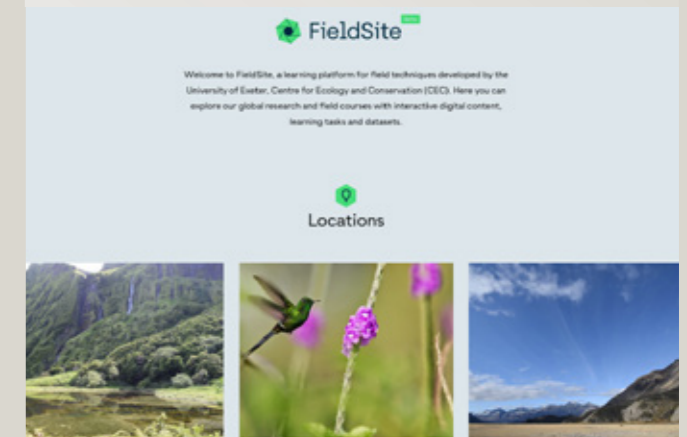 FieldSite
Welcome to FieldSite, a learning platform for field techniques developed by the
University of Exeter, Centre for Ecology and Conservation (CEC). Here you can
explore our global research and field courses with interactive digital content,
learning tasks and datasets.
Locations